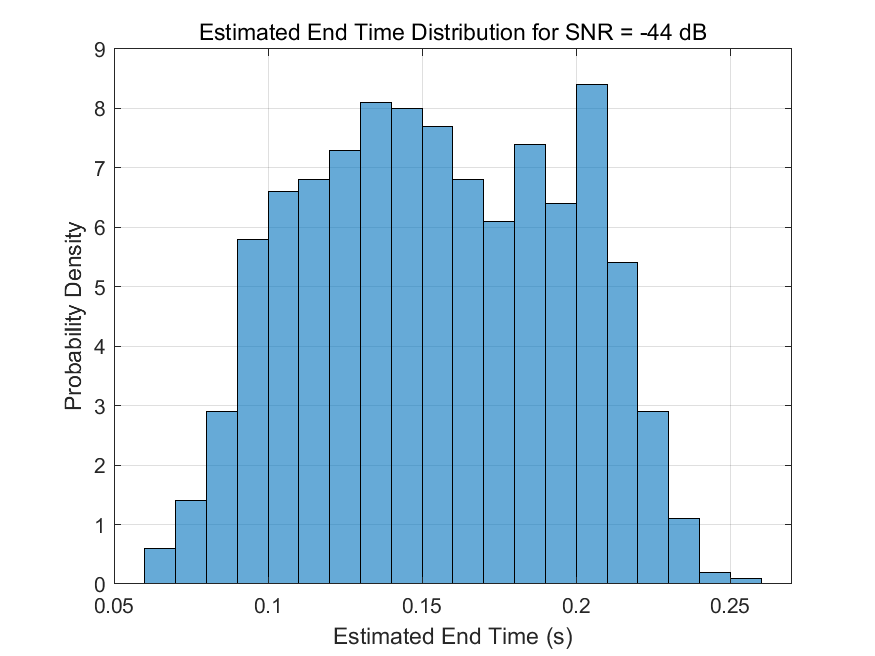 Estimated End Time Distribution for SNR = -44 dB
9
8
7
6
5
4
3
2
1
0
Probability Density
0.05 0.1 0.15 0.2 0.25
Estimated End Time (s)